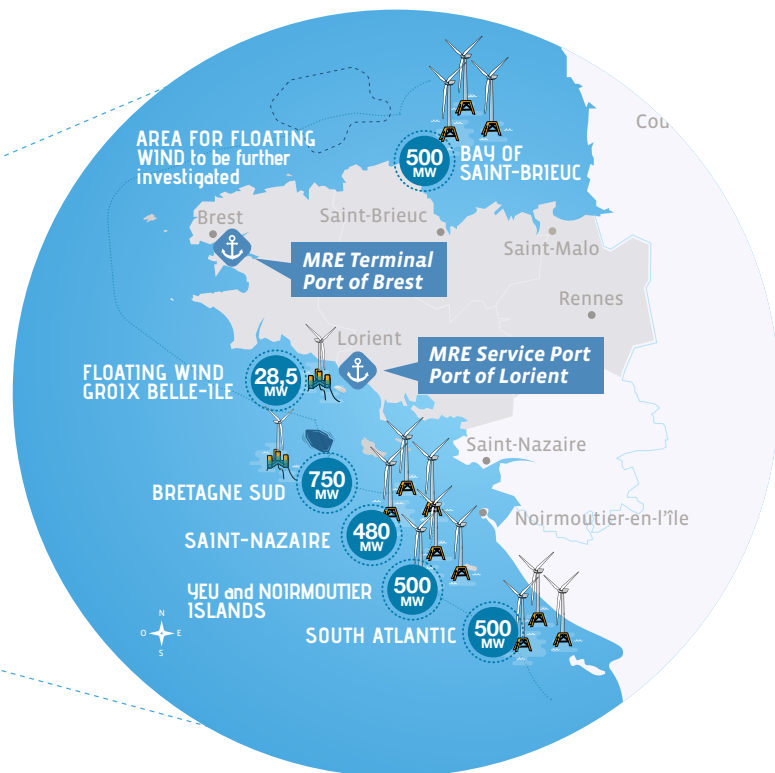 Cou
AREA FOR FLOATING
WIND to be further
investigated
500
MW
BAY OF
SAINT-BRIEUC
Brest
Saint-Brieuc
Saint-Malo
MRE Terminal
Port of Brest
Rennes
Lorient
MRE Service Port
Port of Lorient
FLOATING WIND
GROIX BELLE-ILE
28,5
MW
Saint-Nazaire
BRETAGNE SUD
750
MW
SAINT-NAZAIRE
480
MW
Noirmoutier-en-l'île
YEU and NOIRMOUTIER
ISLANDS
500
MW
SOUTH ATLANTIC
500
MW
N
O
E
S